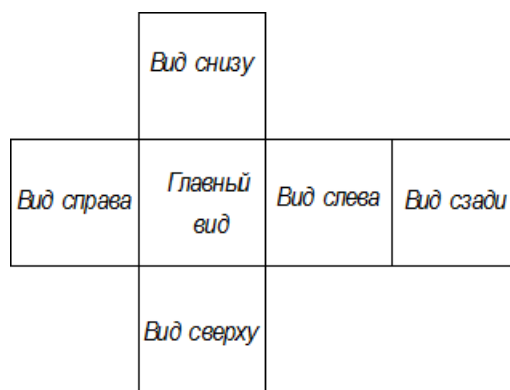 Вид снизу
Вид справа
Главный
вид
Вид слева
Вид сзади
Вид сверху